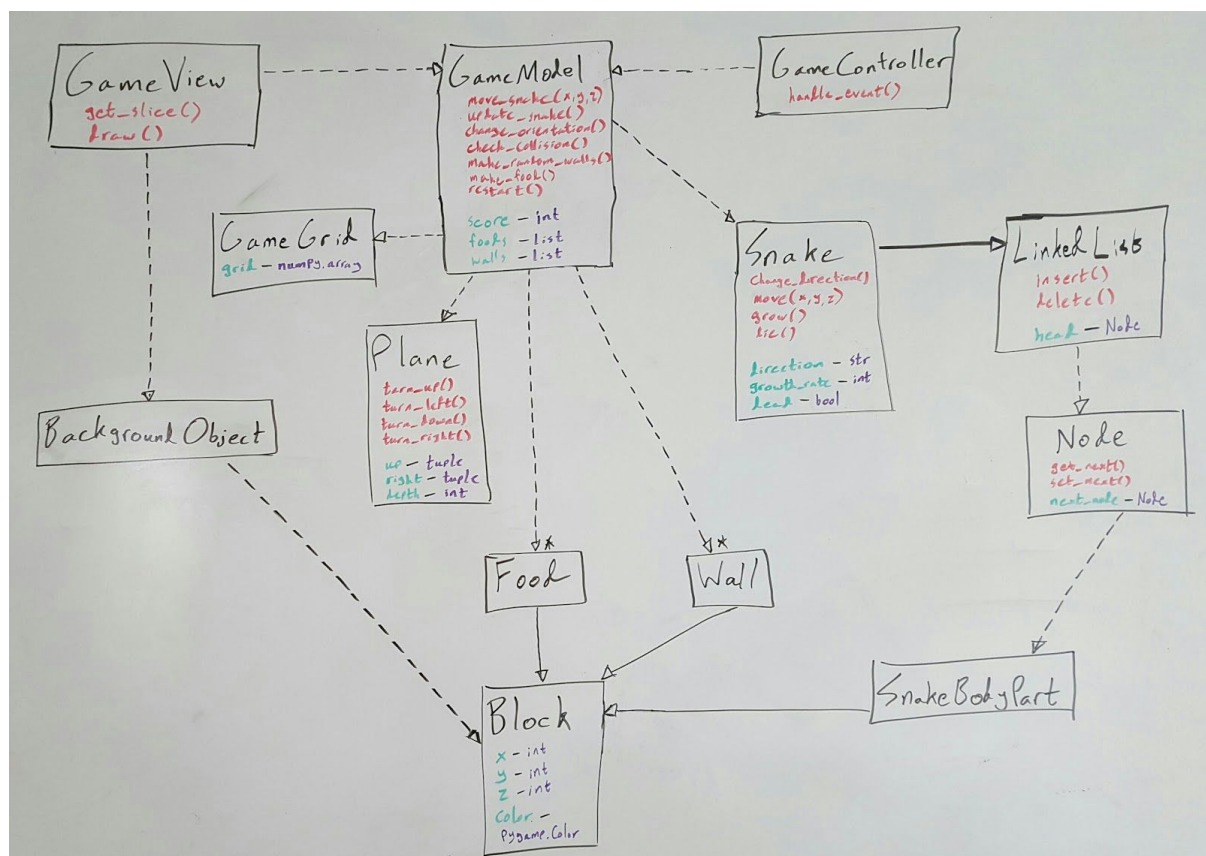 GameView
get_slice()
draw()
GameModel
move_snake(x,y,z)
update_snake()
change_orientation()
check_collision()
make_random_walls()
make_food()
restart()
score - int
foods - list
walls - list
GameController
handle_event()
GameGrid
grid - numpy.array
Plane
turn_up()
turn_left()
turn_down()
turn_right()
up - tuple
right - tuple
depth - int
Snake
change_direction()
move(x,y,z)
grow()
die()
direction - str
growth_rate - int
dead - bool
Linked List
insert()
delete()
head - Node
BackgroundObject
Node
get_next()
set_next()
next_node - Node
*
Food
*
Wall
SnakeBodyPart
Block
x - int
y - int
z - int
color -
pygame.Color